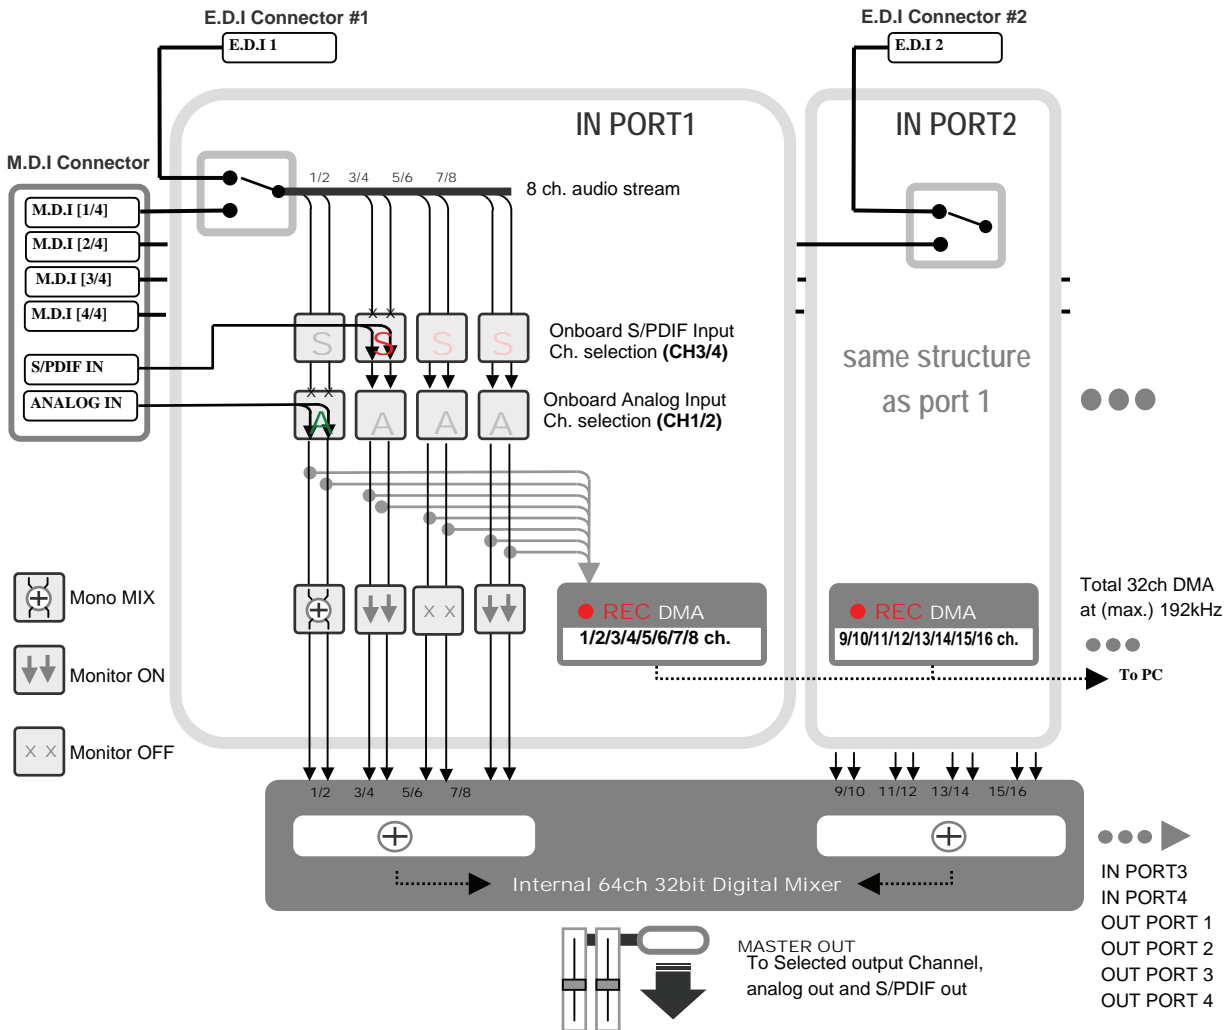 E.D.I Connector #1
E.D.I Connector #2
E.D.I 1
E.D.I 2
IN PORT1
IN PORT2
M.D.I Connector
1/2 3/4 5/6 7/8
8 ch. audio stream
M.D.I [1/4]
M.D.I [2/4]
M.D.I [3/4]
M.D.I [4/4]
S/PDIF IN
ANALOG IN
x x
S S S S
Onboard S/PDIF Input
Ch. selection (CH3/4)
x x
A A A A
Onboard Analog Input
Ch. selection (CH1/2)
same structure
as port 1
Mono MIX
Monitor ON
x x
Monitor OFF
x x
REC DMA
1/2/3/4/5/6/7/8 ch.
REC DMA
9/10/11/12/13/14/15/16 ch.
Total 32ch DMA
at (max.) 192kHz
To PC
1/2 3/4 5/6 7/8
9/10 11/12 13/14 15/16
Internal 64ch 32bit Digital Mixer
IN PORT3
IN PORT4
OUT PORT 1
OUT PORT 2
OUT PORT 3
OUT PORT 4
MASTER OUT
To Selected output Channel,
analog out and S/PDIF out